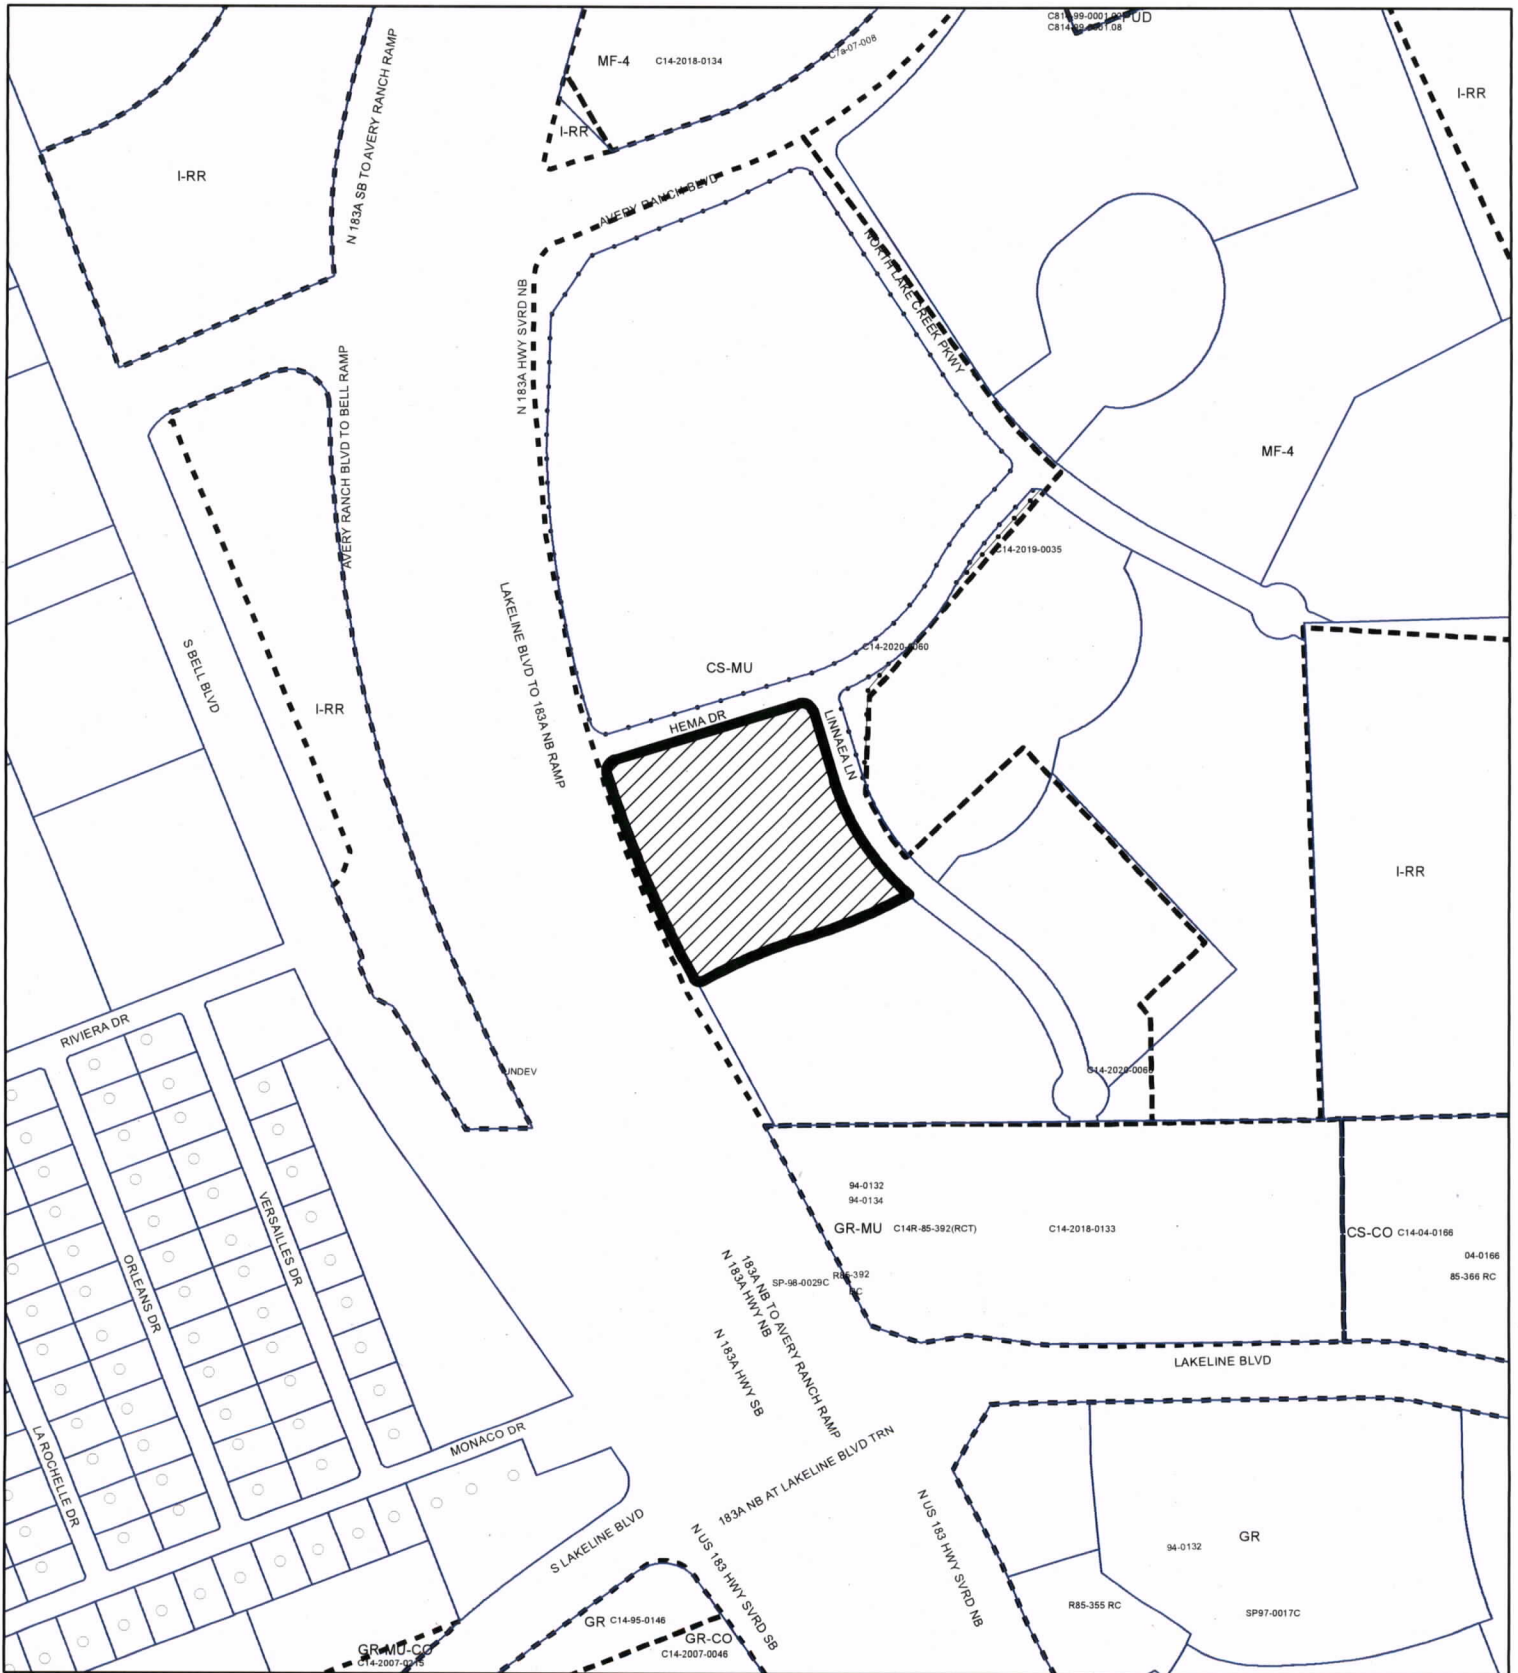 C814-99-0001.08
PUD
MF-4 C14-2018-0134
C7a-07-008
I-RR
I-RR
I-RR
N 183A SB TO AVERY RANCH RAMP
AVERY RANCH BLVD
NORTH LAKE CREEK PKWY
N 183A HWY SVRD NB
AVERY RANCH BLVD TO BELL RAMP
MF-4
C14-2019-0035
LAKELINE BLVD TO 183A NB RAMP
S BELL BLVD
C14-2020-0060
CS-MU
I-RR
HEMA DR
LINNAEA LN
I-RR
RIVIERA DR
UNDEV
C14-2020-0060
94-0132
94-0134
GR-MU C14R-85-392(RCT)
C14-2018-0133
CS-CO C14-04-0166
04-0166
85-366 RC
SP-98-0029C
R85-392
RC
VERSAILLES DR
ORLEANS DR
183A NB TO AVERY RANCH RAMP
N 183A HWY NB
N 183A HWY SB
LAKELINE BLVD
LA ROCHELLE DR
MONACO DR
183A NB AT LAKELINE BLVD TRN
S LAKELINE BLVD
N US 183 HWY SVRD SB
N US 183 HWY SVRD NB
94-0132
GR
R85-355 RC
SP97-0017C
GR C14-95-0146
GR-CO
C14-2007-0046
GR-MU-CO
C14-2007-0215